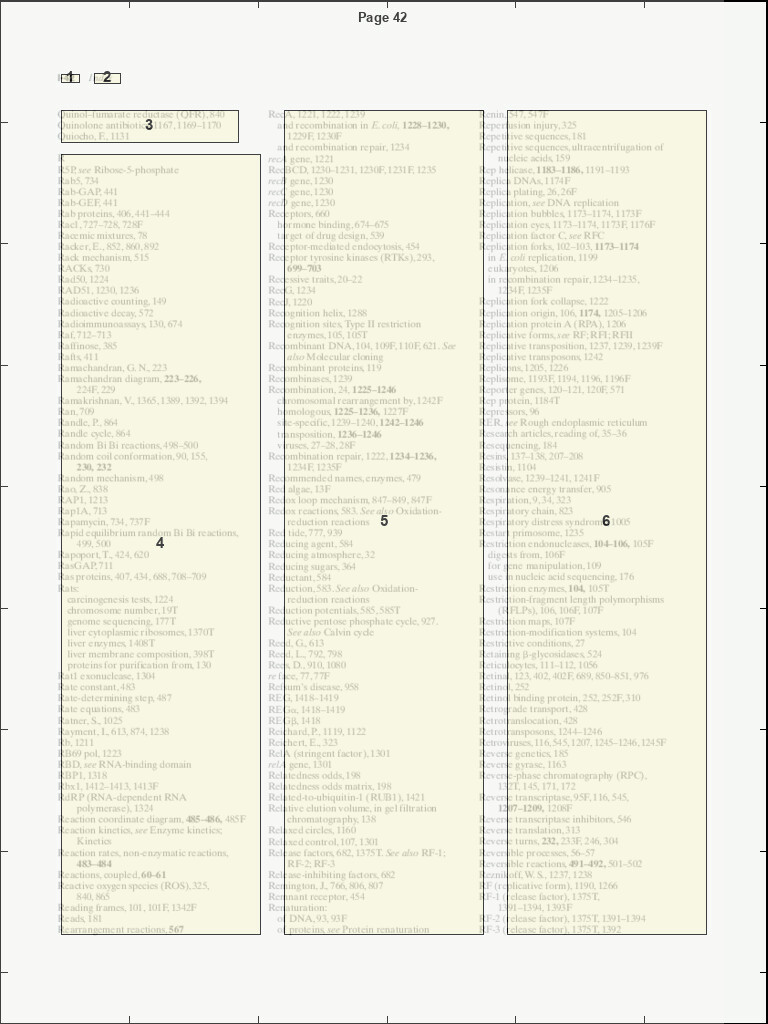 Page 42
1 2
Quinol-fumarate reductase (QFR), 840
Quinolone antibiotics, 1167, 1169–1170
Quiocho, F., 1131
3
R
R5P, see Ribose-5-phosphate
Rab5, 734
Rab-GAP, 441
Rab-GEF, 441
Rab proteins, 406, 441–444
Rac1, 727–728, 728F
Racemic mixtures, 78
Racker, E., 852, 860, 892
Rack mechanism, 515
RACKs, 730
Rad50, 1224
RAD51, 1230, 1236
Radioactive counting, 149
Radioactive decay, 572
Radioimmunoassays, 130, 674
Raf, 712–713
Raffinose, 385
Rafts, 411
Ramachandran, G. N., 223
Ramachandran diagram, 223–226,
224F, 229
Ramakrishnan, V., 1365, 1389, 1392, 1394
Ran, 709
Randle, P., 864
Randle cycle, 864
Random Bi Bi reactions, 498–500
Random coil conformation, 90, 155,
230, 232
Random mechanism, 498
Rao, Z., 838
RAP1, 1213
Rap1A, 713
Rapamycin, 734, 737F
Rapid equilibrium random Bi Bi reactions,
499, 500
4
Rapoport, T., 424, 620
RasGAP, 711
Ras proteins, 407, 434, 688, 708–709
Rate:
carcinogenesis tests, 1224
chromosome number, 19T
genome sequencing, 177T
liver cytoplasmic ribosomes, 1370T
liver enzymes, 1408T
liver membrane composition, 398T
proteins for purification from, 130
Rat1 exonuclease, 1304
Rate constant, 483
Rate-determining step, 487
Rate equations, 483
Ratner, S., 1025
Rayment, I., 613, 874, 1238
Rb, 1211
RB69 pol, 1223
RBD, see RNA-binding domain
RBP1, 1318
Rbx1, 1412–1413, 1413F
RdRP (RNA-dependent RNA
polymerase), 1324
Reaction coordinate diagram, 485–486, 485F
Reaction kinetics, see Enzyme kinetics;
Kinetics
Reaction rates, non-enzymatic reactions,
483–484
Reactions, coupled, 60–61
Reactive oxygen species (ROS), 325,
840, 865
Reading frames, 101, 101F, 1342F
Reads, 181
Rearrangement reactions, 567
RecA, 1221, 1222, 1239
and recombination in E. coli, 1228–1230,
1229F, 1230F
and recombination repair, 1234
recA gene, 1221
RecBCD, 1230–1231, 1230F, 1231F, 1235
recB gene, 1230
recC gene, 1230
recD gene, 1230
Receptors, 660
hormone binding, 674–675
target of drug design, 539
Receptor-mediated endocytosis, 454
Receptor tyrosine kinases (RTKs), 293,
699–703
Recessive traits, 20–22
RecG, 1234
RecJ, 1220
Recognition helix, 1288
Recognition sites, Type II restriction
enzymes, 105, 105T
Recombinant DNA, 104, 109F, 110F, 621. See
also Molecular cloning
Recombinant proteins, 119
Recombinases, 1239
Recombination, 24, 1225–1246
chromosomal rearrangement by, 1242F
homologous, 1225–1236, 1227F
site-specific, 1239–1240, 1242–1246
transposition, 1236–1246
viruses, 27–28, 28F
Recombination repair, 1222, 1234–1236,
1234F, 1235F
Recommended names, enzymes, 479
Red algae, 13F
Redox loop mechanism, 847–849, 847F
Redox reactions, 583. See also Oxidation-
reduction reactions
5
Red tide, 777, 939
Reducing agent, 584
Reducing atmosphere, 32
Reducing sugars, 364
Reductant, 584
Reduction, 583. See also Oxidation-
reduction reactions
Reduction potentials, 585, 585T
Reductive pentose phosphate cycle, 927.
See also Calvin cycle
Reed, G., 613
Reed, L., 792, 798
Rees, D., 910, 1080
re face, 77, 77F
Refsum's disease, 958
REG, 1418–1419
REGα, 1418–1419
REGβ, 1418
Reichard, P., 1119, 1122
Reichert, E., 323
RelA (stringent factor), 1301
relA gene, 1301
Relatedness odds, 198
Relatedness odds matrix, 198
Related-to-ubiquitin-1 (RUB1), 1421
Relative elution volume, in gel filtration
chromatography, 138
Relaxed circles, 1160
Relaxed control, 107, 1301
Release factors, 682, 1375T. See also RF-1;
RF-2; RF-3
Release-inhibiting factors, 682
Remington, J., 766, 806, 807
Remnant receptor, 454
Renaturation:
of DNA, 93, 93F
of proteins, see Protein renaturation
Renin, 547, 547F
Reperfusion injury, 325
Repetitive sequences, 181
Repetitive sequences, ultracentrifugation of
nucleic acids, 159
Rep helicase, 1183–1186, 1191–1193
Replica DNAs, 1174F
Replica plating, 26, 26F
Replication, see DNA replication
Replication bubbles, 1173–1174, 1173F
Replication eyes, 1173–1174, 1173F, 1176F
Replication factor C, see RFC
Replication forks, 102–103, 1173–1174
in E. coli replication, 1199
eukaryotes, 1206
in recombination repair, 1234–1235,
1234F, 1235F
Replication fork collapse, 1222
Replication origin, 106, 1174, 1205–1206
Replication protein A (RPA), 1206
Replicative forms, see RF; RFI; RFII
Replicative transposition, 1237, 1239, 1239F
Replicative transposons, 1242
Replicons, 1205, 1226
Replisome, 1193F, 1194, 1196, 1196F
Reporter genes, 120–121, 120F, 571
Rep protein, 1184T
Repressors, 96
RER, see Rough endoplasmic reticulum
Research articles, reading of, 35–36
Resequencing, 184
Resins, 137–138, 207–208
Resistin, 1104
Resolvase, 1239–1241, 1241F
Resonance energy transfer, 905
Respiration, 9, 34, 323
Respiratory chain, 823
Respiratory distress syndrome, 1005
6
Restart primosome, 1235
Restriction endonucleases, 104–106, 105F
digests from, 106F
for gene manipulation, 109
use in nucleic acid sequencing, 176
Restriction enzymes, 104, 105T
Restriction-fragment length polymorphisms
(RFLPs), 106, 106F, 107F
Restriction maps, 107F
Restriction-modification systems, 104
Restrictive conditions, 27
Retaining β-glycosidases, 524
Reticulocytes, 111–112, 1056
Retinal, 123, 402, 402F, 689, 850–851, 976
Retinol, 252
Retinol binding protein, 252, 252F, 310
Retrograde transport, 428
Retrotranslocation, 428
Retrotransposons, 1244–1246
Retroviruses, 116, 545, 1207, 1245–1246, 1245F
Reverse genetics, 185
Reverse gyrase, 1163
Reverse-phase chromatography (RPC),
132T, 145, 171, 172
Reverse transcriptase, 95F, 116, 545,
1207–1209, 1208F
Reverse transcriptase inhibitors, 546
Reverse translation, 313
Reverse turns, 232, 233F, 246, 304
Reversible processes, 56–57
Reversible reactions, 491–492, 501–502
Reznikoff, W. S., 1237, 1238
RF (replicative form), 1190, 1266
RF-1 (release factor), 1375T,
1391–1394, 1393F
RF-2 (release factor), 1375T, 1391–1394
RF-3 (release factor), 1375T, 1392